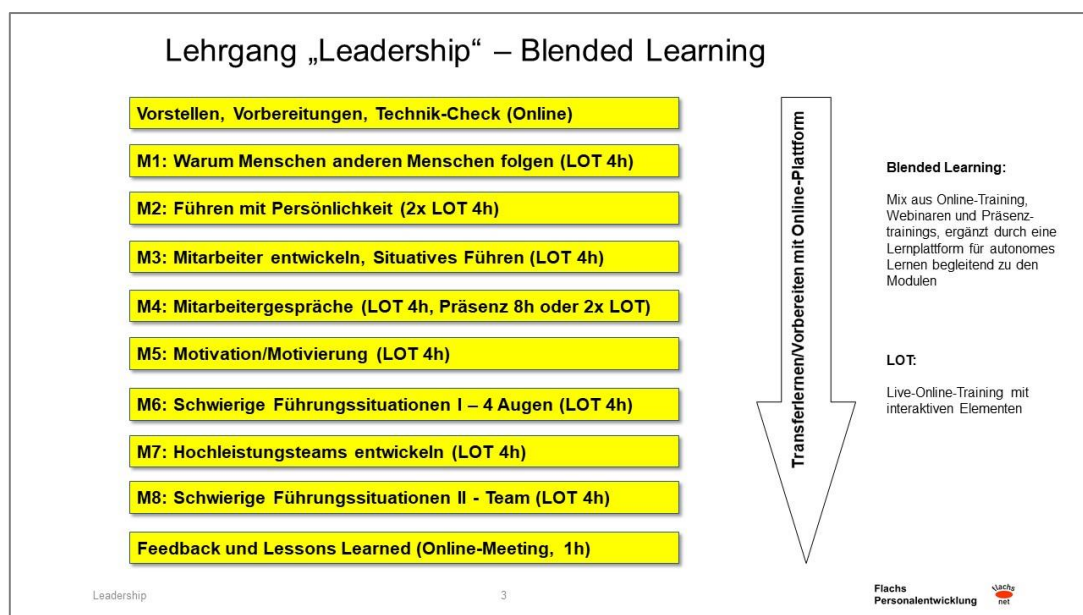 Lehrgang „Leadership“ – Blended Learning
Vorstellen, Vorbereitungen, Technik-Check (Online)
M1: Warum Menschen anderen Menschen folgen (LOT 4h)
M2: Führen mit Persönlichkeit (2x LOT 4h)
M3: Mitarbeiter entwickeln, Situatives Führen (LOT 4h)
M4: Mitarbeitergespräche (LOT 4h, Präsenz 8h oder 2x LOT)
M5: Motivation/Motivierung (LOT 4h)
M6: Schwierige Führungssituationen I – 4 Augen (LOT 4h)
M7: Hochleistungsteams entwickeln (LOT 4h)
M8: Schwierige Führungssituationen II - Team (LOT 4h)
Feedback und Lessons Learned (Online-Meeting, 1h)
Transferlernen/Vorbereiten mit Online-Plattform
Blended Learning:
Mix aus Online-Training,
Webinaren und Präsenz-
trainings, ergänzt durch eine
Lernplattform für autonomes
Lernen begleitend zu den
Modulen
LOT:
Live-Online-Training mit
interaktiven Elementen
Leadership
3
Flachs
Personalentwicklung
flachs
net